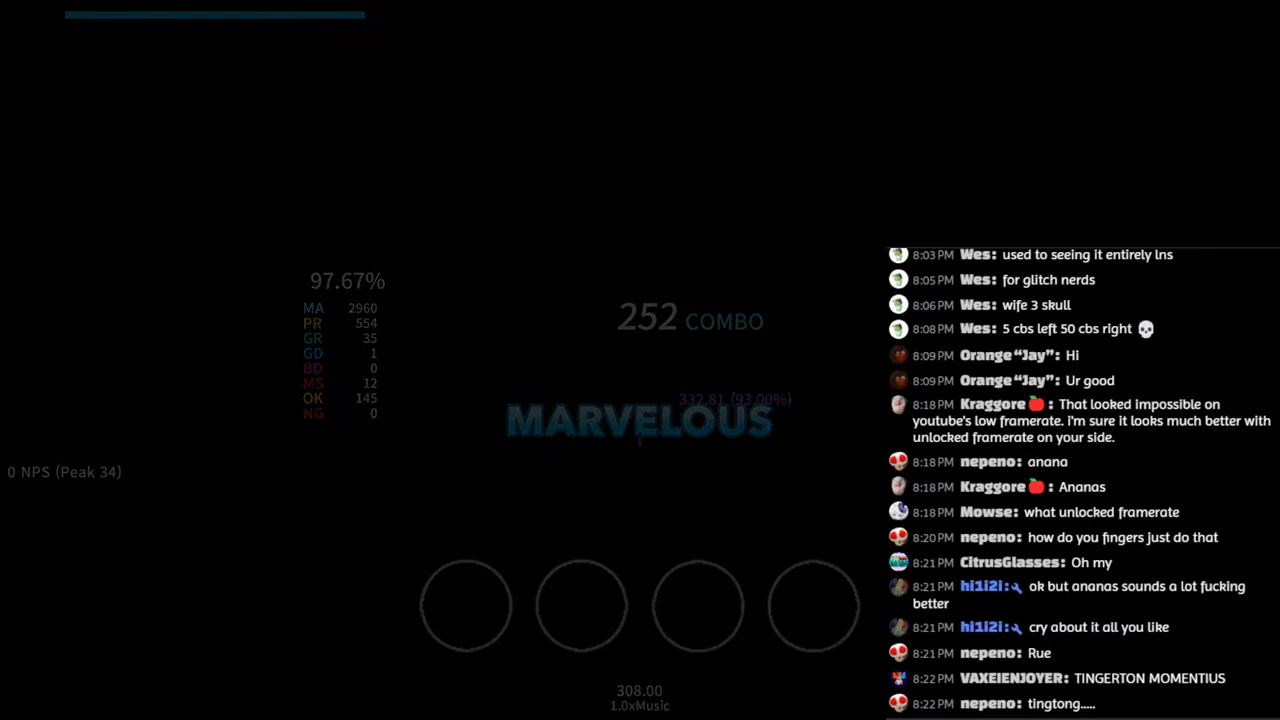 97.67%
MA 2960
PR 554
GR 35
GD 1
BD 0
MS 12
OK 145
NG 0
0 NPS (Peak 34)
252 COMBO
332.81 (93.00%)
MARVELOUS
308.00
1.0xMusic
8:03 PM Wes: used to seeing it entirely lns
8:05 PM Wes: for glitch nerds
8:06 PM Wes: wife 3 skull
8:08 PM Wes: 5 cbs left 50 cbs right 💀
8:09 PM Orange “Jay”: Hi
8:09 PM Orange “Jay”: Ur good
8:18 PM Kraggore 🍎 : That looked impossible on
youtube's low framerate. i'm sure it looks much better with
unlocked framerate on your side.
8:18 PM nepeno: anana
8:18 PM Kraggore 🍎 : Ananas
8:18 PM Mowse: what unlocked framerate
8:20 PM nepeno: how do you fingers just do that
8:21 PM CitrusGlasses: Oh my
8:21 PM hi1i2i: ok but ananas sounds a lot fucking
better
8:21 PM hi1i2i: cry about it all you like
8:21 PM nepeno: Rue
8:22 PM VAXEIENJOYER: TINGERTON MOMENTIUS
8:22 PM nepeno: tingtong.....